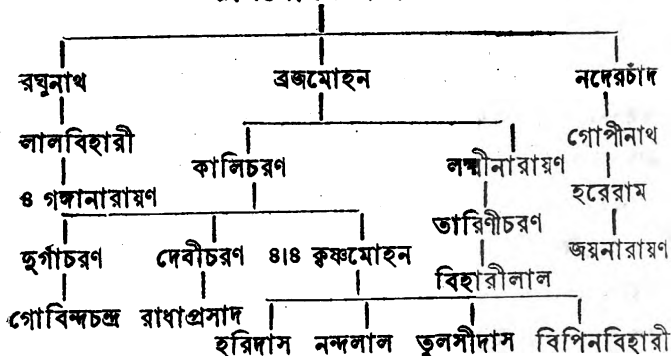 রঘুনাথ ব্রজমোহন নদেরচাঁদ
লালবিহারী গোপীনাথ
কালিচরণ লক্ষ্মীনারায়ণ
৪ গঙ্গানারায়ণ হরেরাম
তারিণীচরণ
দুর্গাচরণ দেবীচরণ ৪।৪ কৃষ্ণমোহন জয়নারায়ণ
বিহারীলাল
গোবিন্দচন্দ্র রাধাপ্রসাদ
হরিদাস নন্দলাল তুলসীদাস বিপিনবিহারী